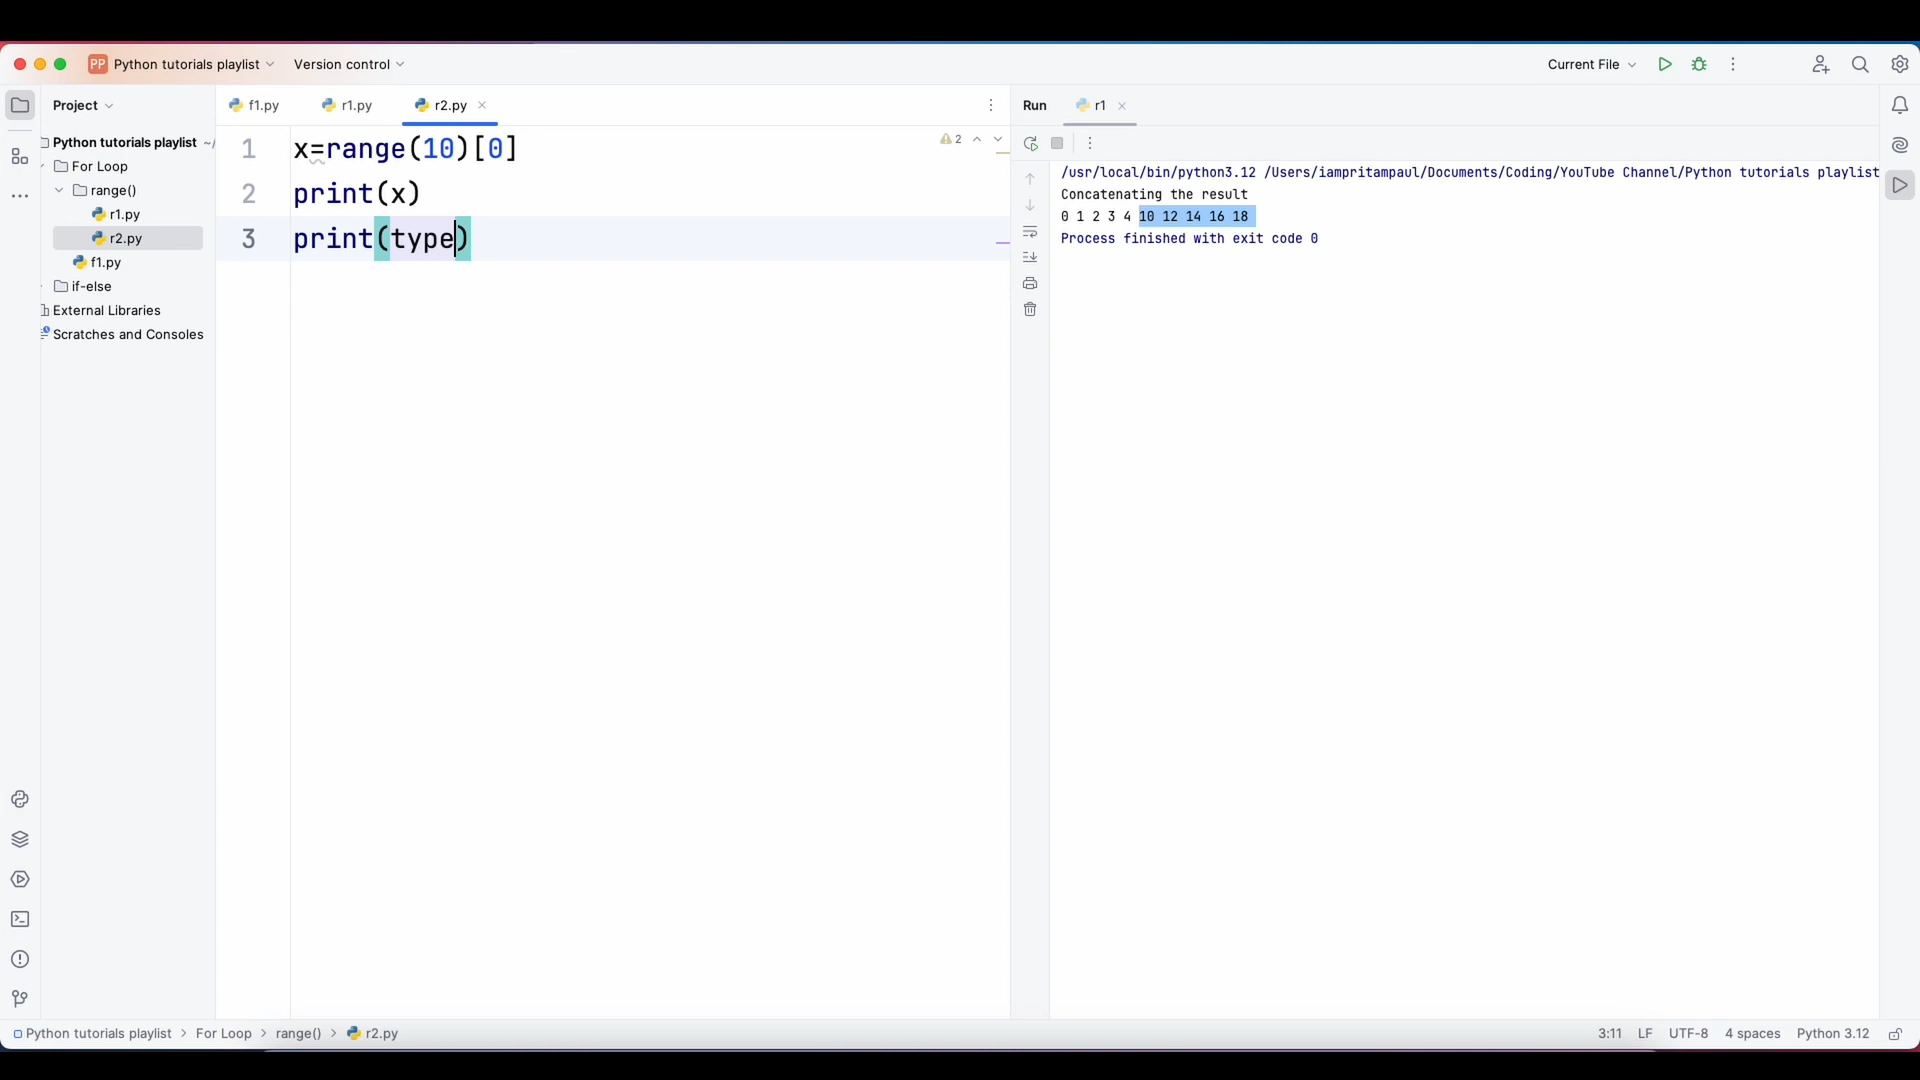 PP Python tutorials playlist Version control Current File
Project f1.py r1.py r2.py Run r1
Python tutorials playlist ~/
For Loop
range()
r1.py
r2.py
f1.py
if-else
External Libraries
Scratches and Consoles
2
1 x=range(10)[0]
2 print(x)
3 print(type)
/usr/local/bin/python3.12 /Users/iampritampaul/Documents/Coding/YouTube Channel/Python tutorials playlist
Concatenating the result
0 1 2 3 4 10 12 14 16 18
Process finished with exit code 0
Python tutorials playlist > For Loop > range() > r2.py 3:11 LF UTF-8 4 spaces Python 3.12